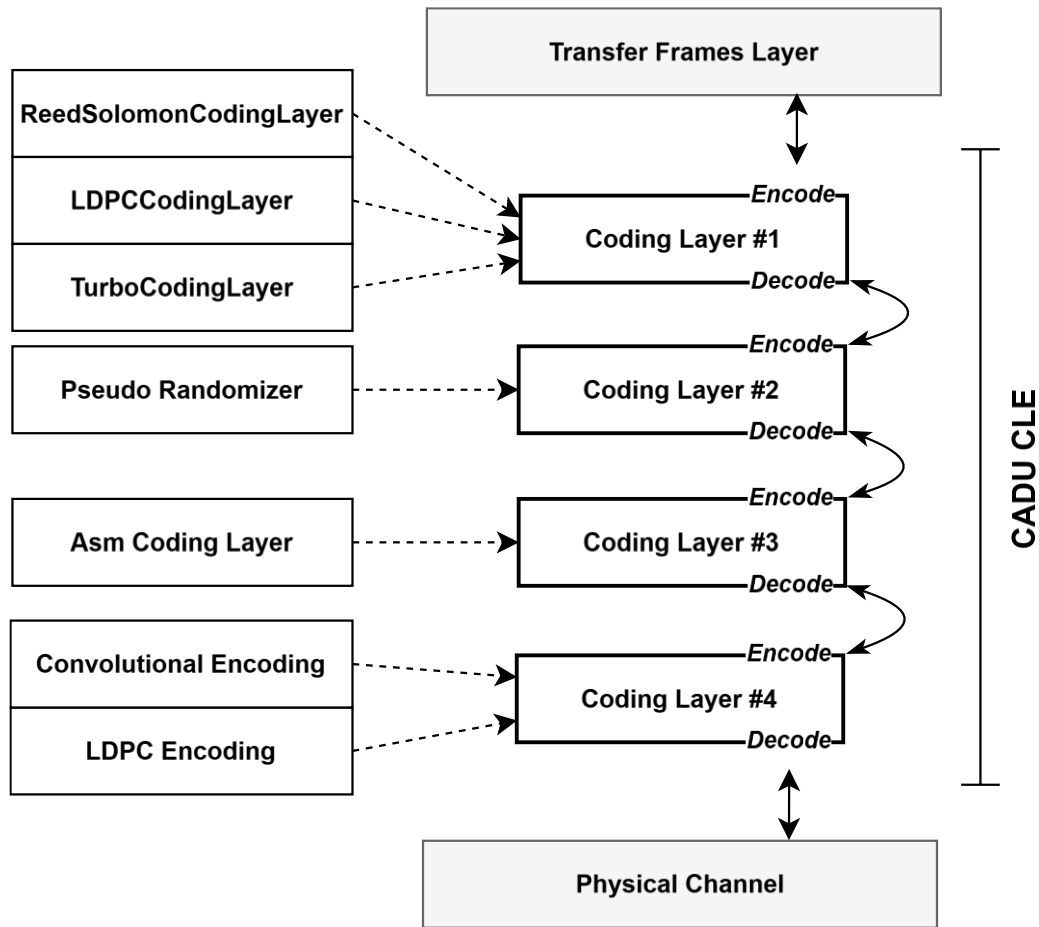 Transfer Frames Layer
ReedSolomonCodingLayer
LDPCCodingLayer
TurboCodingLayer
Encode
Coding Layer #1
Decode
Pseudo Randomizer
Encode
Coding Layer #2
Decode
Asm Coding Layer
Encode
Coding Layer #3
Decode
Convolutional Encoding
LDPC Encoding
Encode
Coding Layer #4
Decode
CADU CLE
Physical Channel